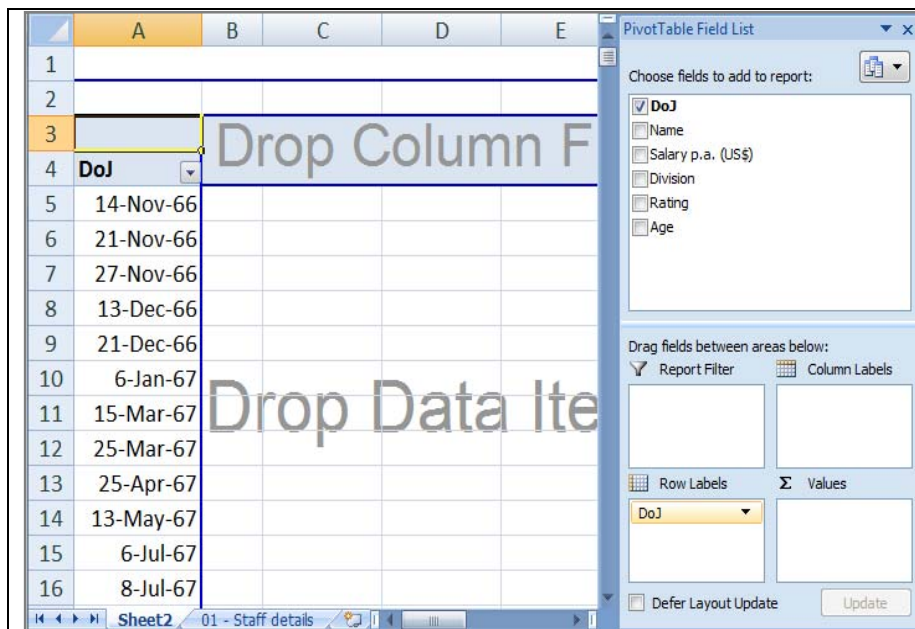 A B C D E
1
2
3 Drop Column F
4 DoJ
5 14-Nov-66
6 21-Nov-66
7 27-Nov-66
8 13-Dec-66
9 21-Dec-66
10 6-Jan-67
11 15-Mar-67 Drop Data Ite
12 25-Mar-67
13 25-Apr-67
14 13-May-67
15 6-Jul-67
16 8-Jul-67
Sheet2 01 - Staff details
PivotTable Field List
Choose fields to add to report:
DoJ
Name
Salary p.a. (US$)
Division
Rating
Age
Drag fields between areas below:
Report Filter Column Labels
Row Labels Σ Values
DoJ
Defer Layout Update Update